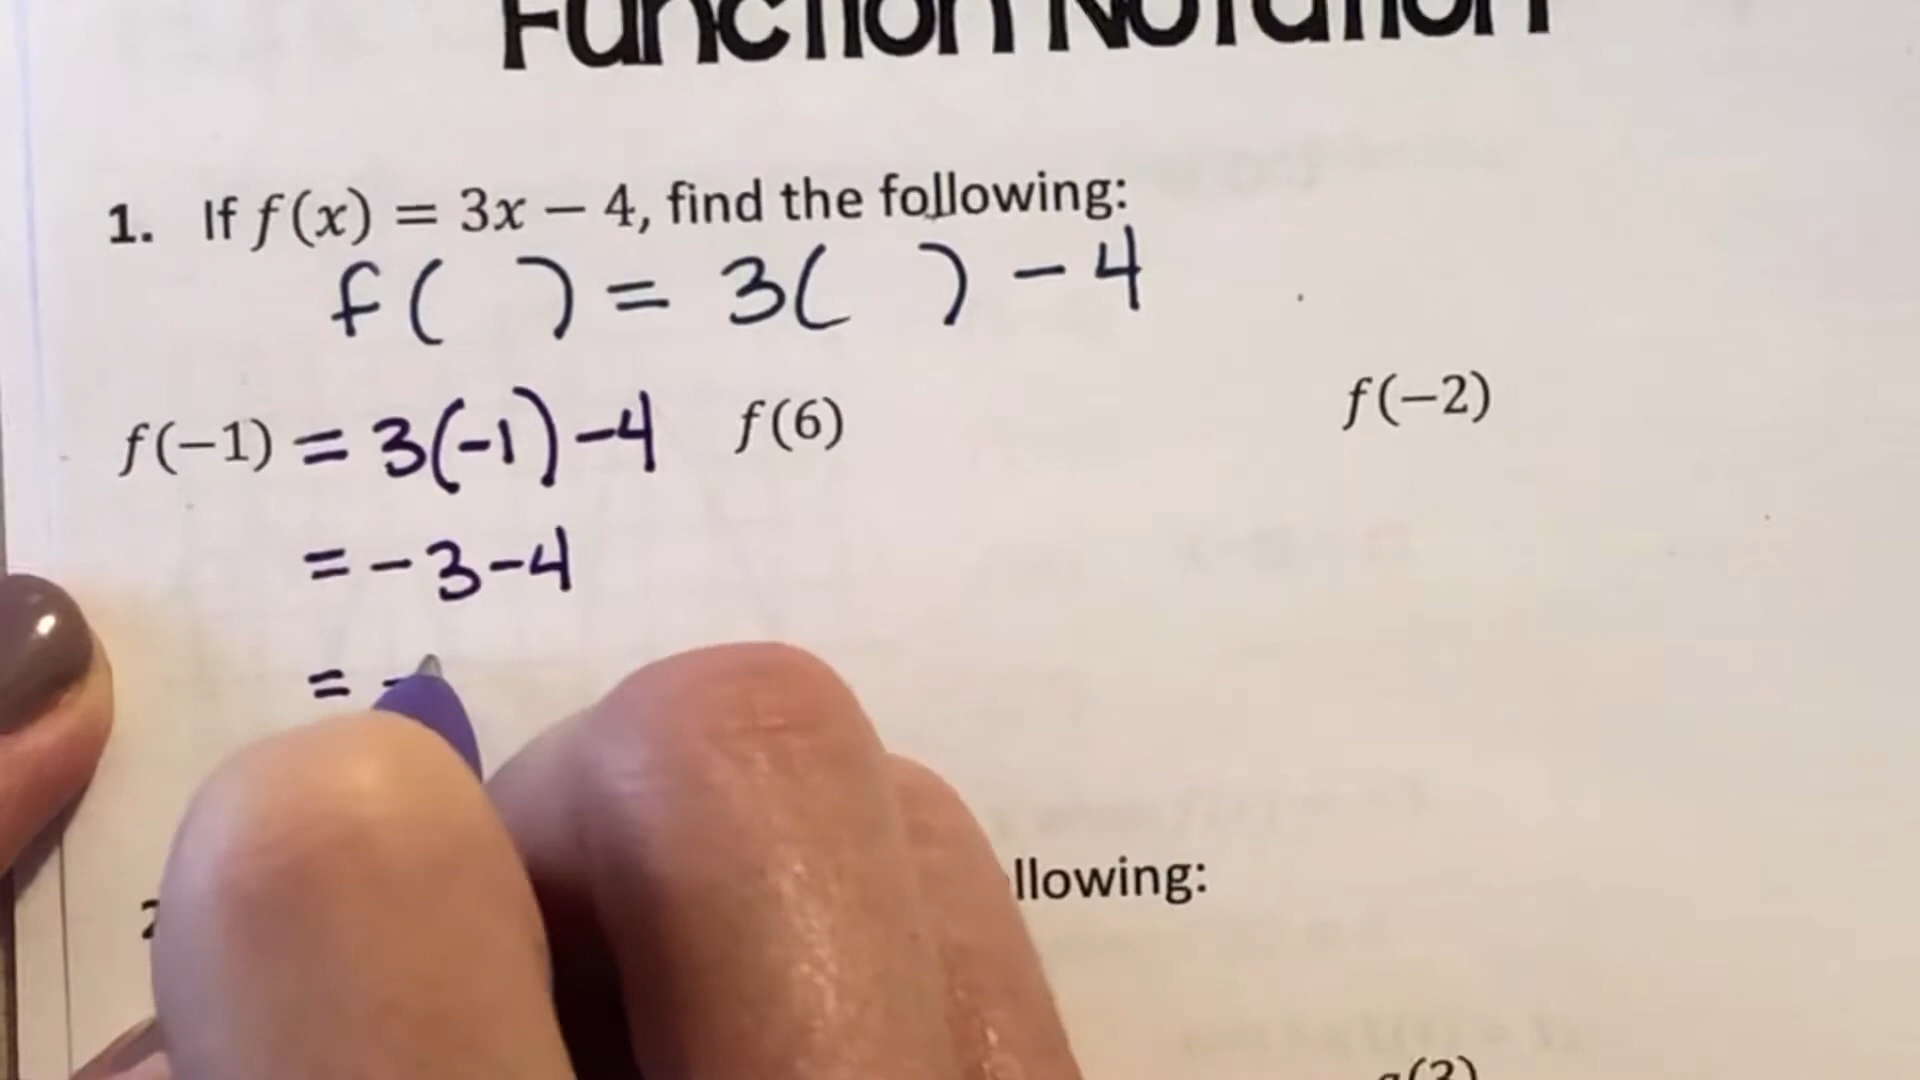 Function Notation
1. If f(x) = 3x − 4, find the following:
f( ) = 3( ) - 4
f(−1) = 3(-1) -4 f(6) f(−2)
= -3-4
= -
llowing:
g(3)